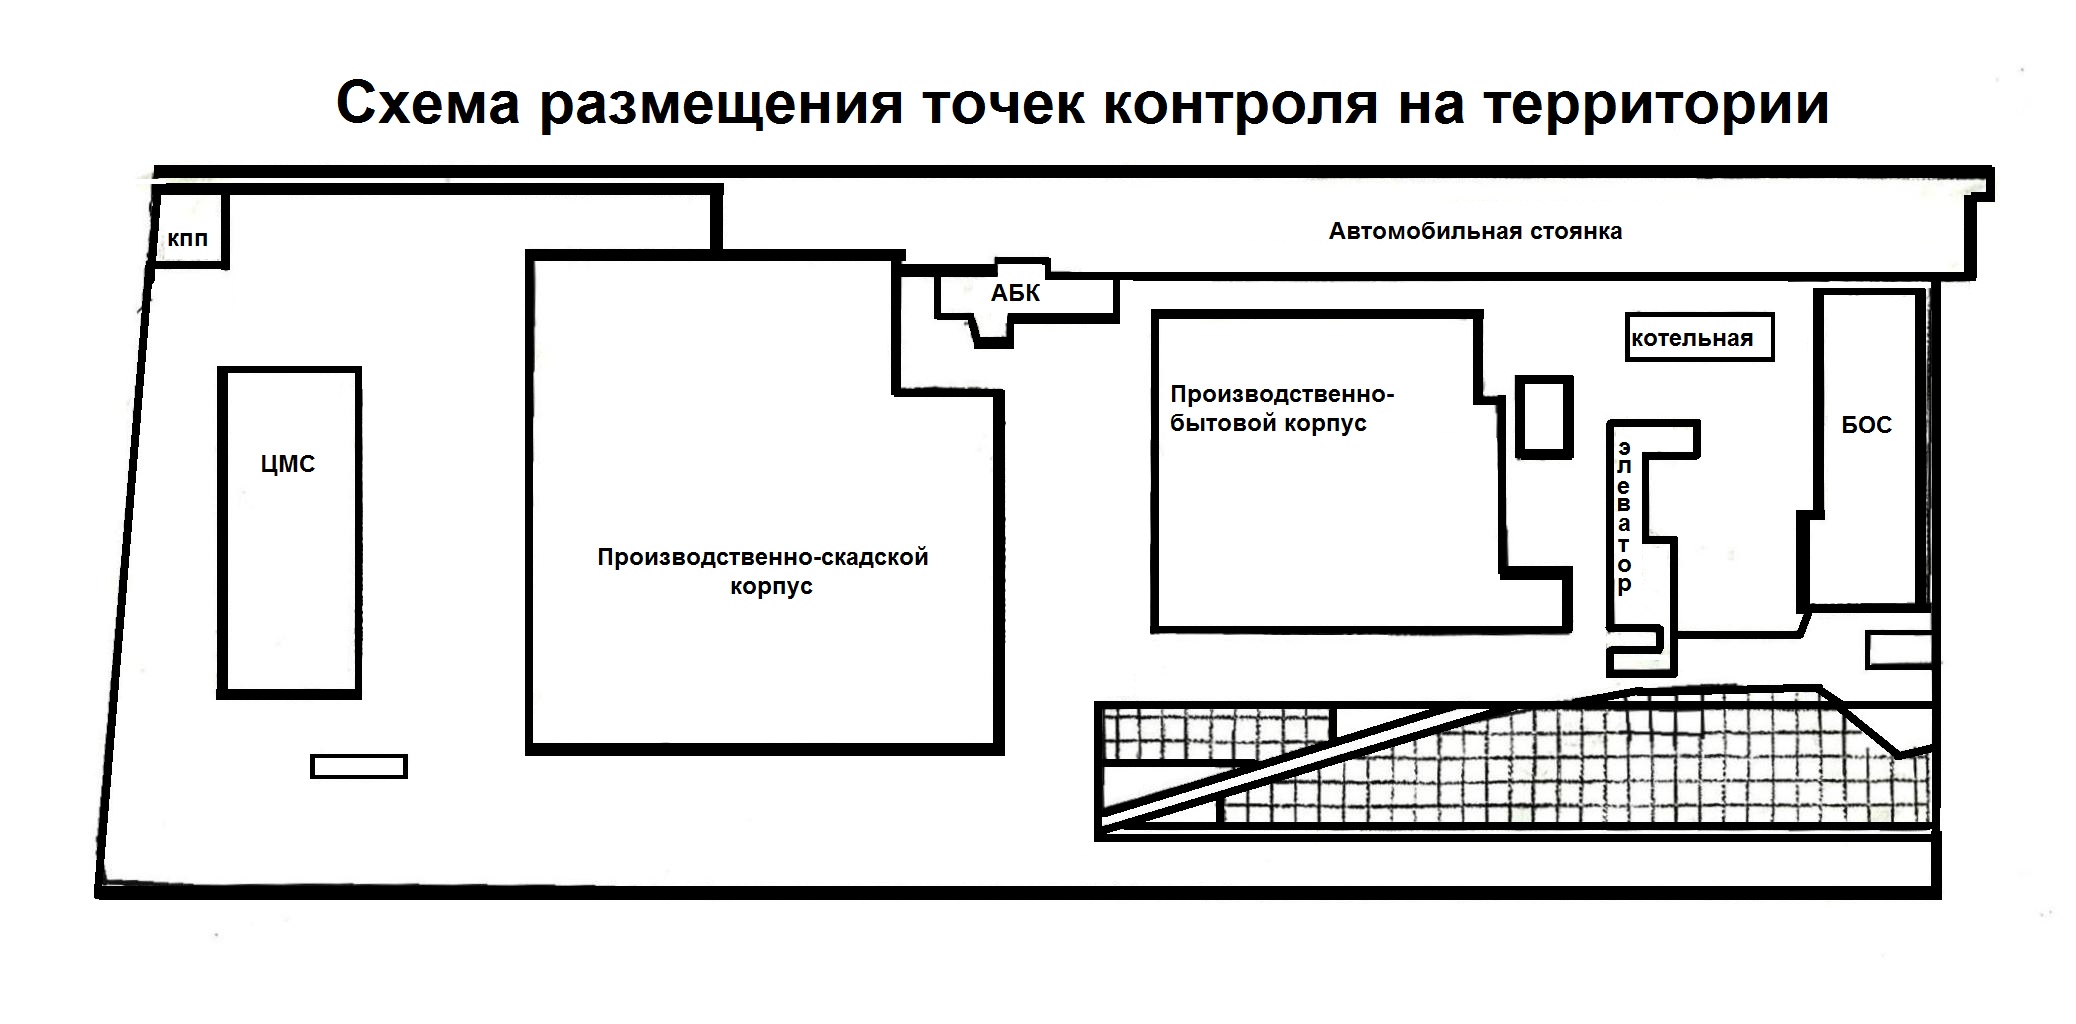 Схема размещения точек контроля на территории
Автомобильная стоянка
кпп
АБК
котельная
Производственно-
бытовой корпус
БОС
ЦМС
элеватор
Производственно-скадской
корпус